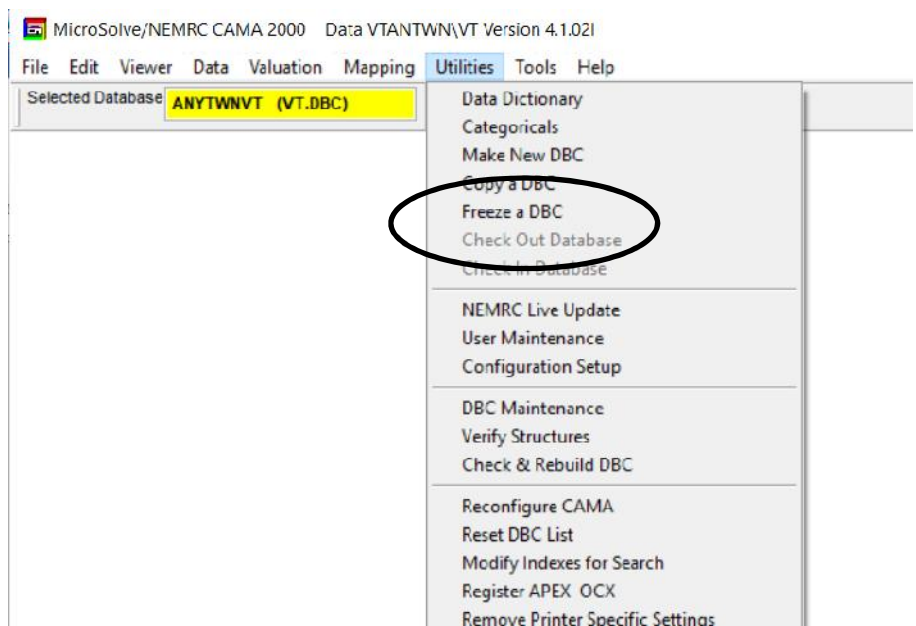 MicroSolve/NEMRC CAMA 2000 Data VTANTWN\VT Version 4.1.02I
File Edit Viewer Data Valuation Mapping Utilities Tools Help
Selected Database ANYTWNVT (VT.DBC)
Data Dictionary
Categoricals
Make New DBC
Copy a DBC
Freeze a DBC
Check Out Database
Check In Database
NEMRC Live Update
User Maintenance
Configuration Setup
DBC Maintenance
Verify Structures
Check & Rebuild DBC
Reconfigure CAMA
Reset DBC List
Modify Indexes for Search
Register APEX OCX
Remove Printer Specific Settings